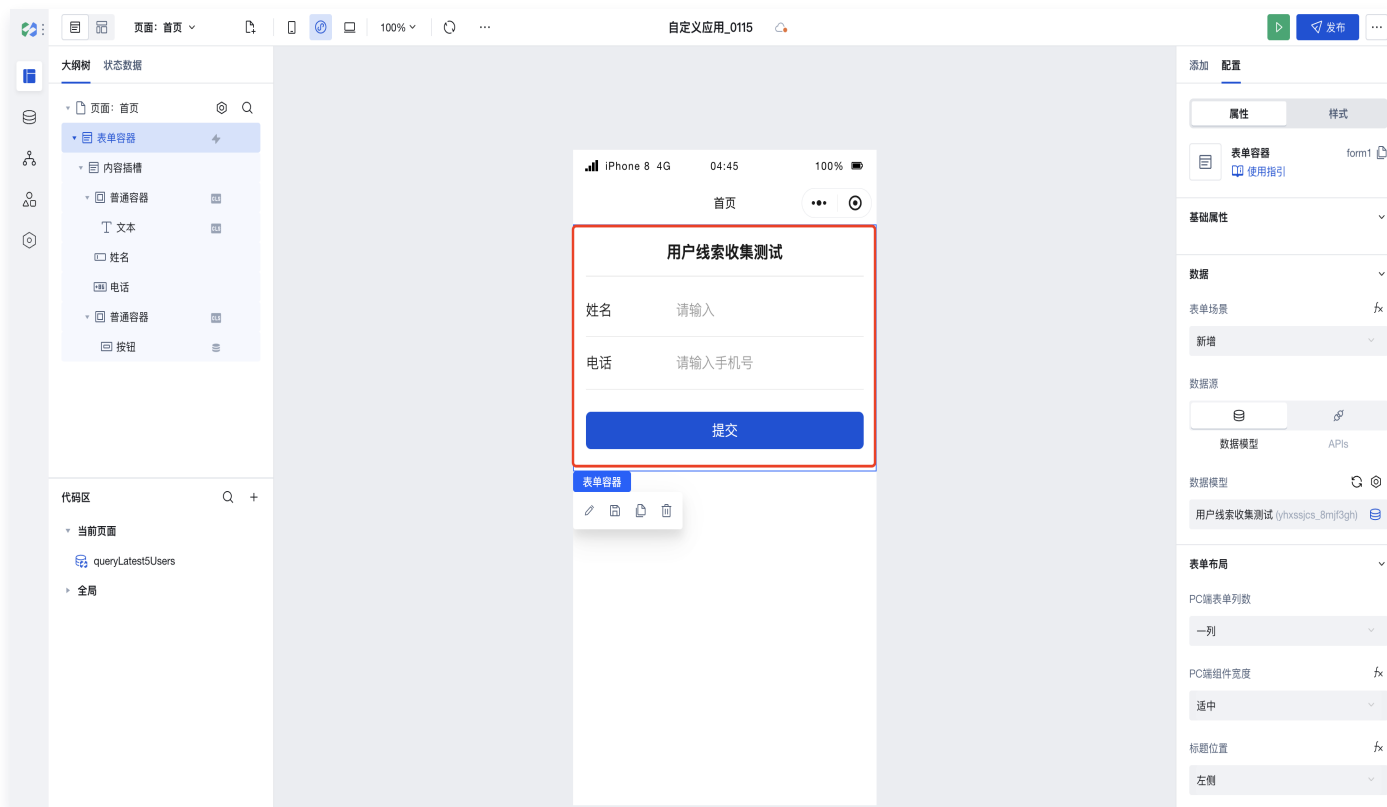 页面：首页
100%
自定义应用_0115
发布
大纲树 状态数据
页面：首页
表单容器
内容插槽
普通容器
文本
姓名
电话
普通容器
按钮
代码区
当前页面
queryLatest5Users
全局
iPhone 8 4G 04:45 100%
首页
用户线索收集测试
姓名 请输入
电话 请输入手机号
提交
表单容器
添加 配置
属性 样式
表单容器 form1
使用指引
基础属性
数据
表单场景
新增
数据源
数据模型 APIs
数据模型
用户线索收集测试 (yhxssjcs_8mjf3gh)
表单布局
PC端表单列数
一列
PC端组件宽度
适中
标题位置
左侧